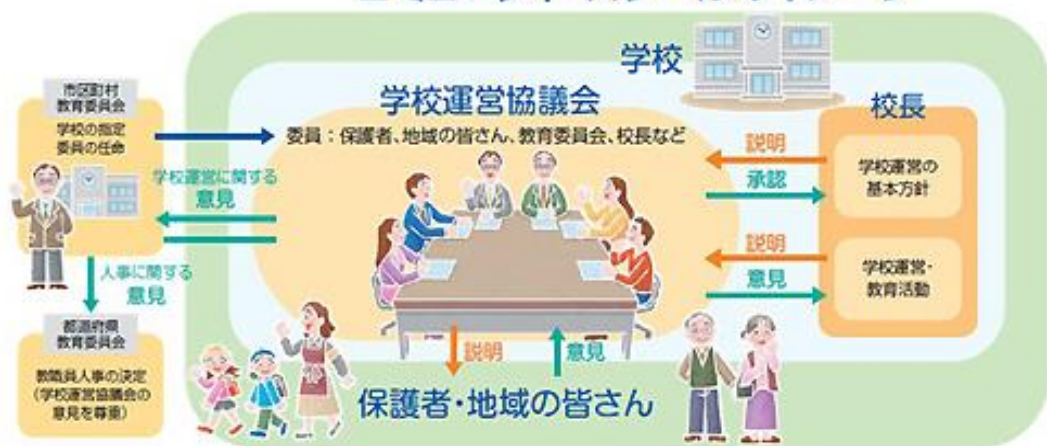 学校
市区町村
教育委員会
学校の指定
委員の任命
学校運営協議会
委員：保護者、地域の皆さん、教育委員会、校長など
校長
説明
承認
学校運営の
基本方針
学校運営に関する
意見
説明
意見
学校運営・
教育活動
人事に関する
意見
都道府県
教育委員会
教職員人事の決定
（学校運営協議会の
意見を尊重）
説明
意見
保護者・地域の皆さん